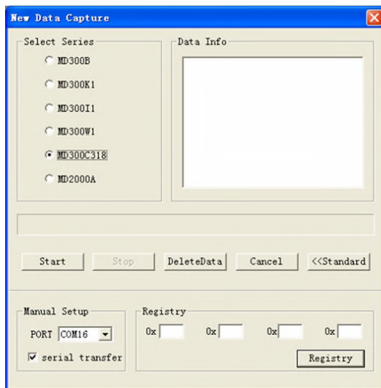 New Data Capture
Select Series
Data Info
MD300B
MD300K1
MD300I1
MD300W1
MD300C318
MD2000A
Start Stop DeleteData Cancel <<Standard
Manual Setup
PORT COM16
serial transfer
Registry
0x 0x 0x 0x
Registry